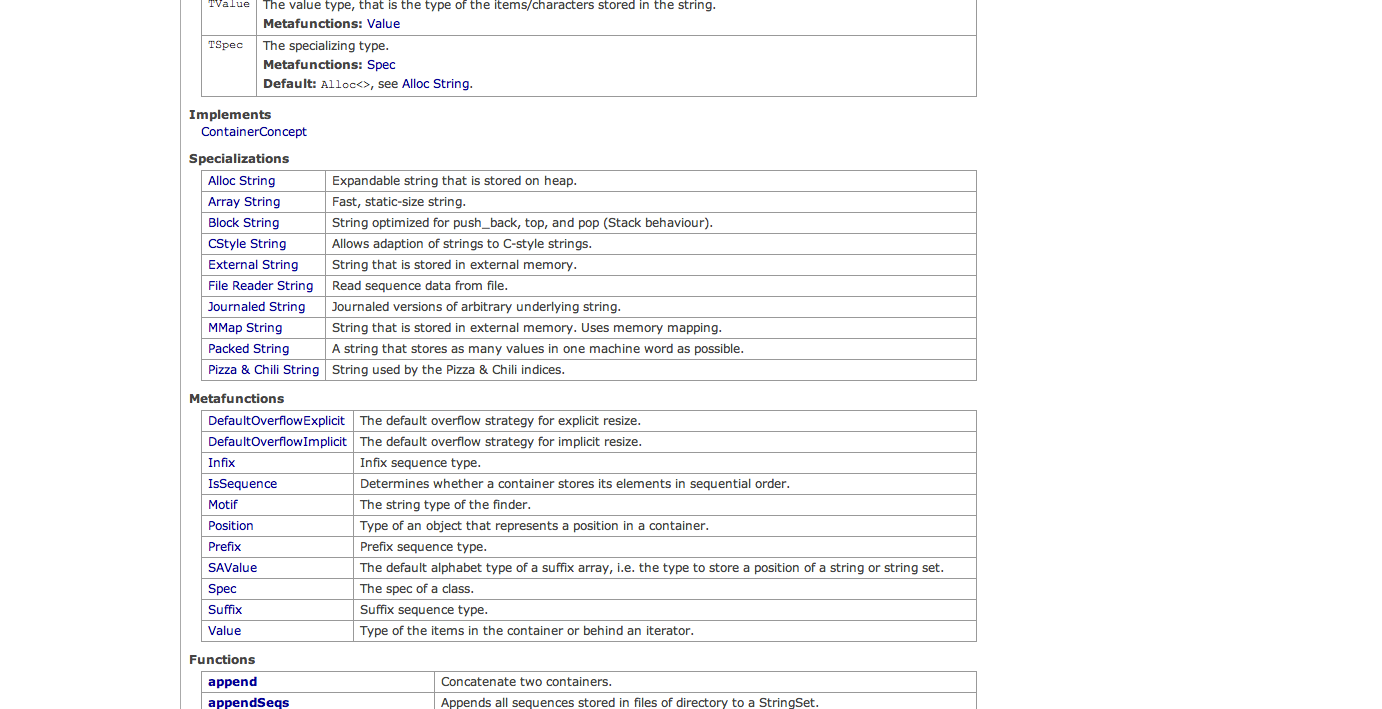 TValue The value type, that is the type of the items/characters stored in the string.
Metafunctions: Value
TSpec The specializing type.
Metafunctions: Spec
Default: Alloc<>, see Alloc String.
Implements
ContainerConcept
Specializations
Alloc String Expandable string that is stored on heap.
Array String Fast, static-size string.
Block String String optimized for push_back, top, and pop (Stack behaviour).
CStyle String Allows adaption of strings to C-style strings.
External String String that is stored in external memory.
File Reader String Read sequence data from file.
Journaled String Journaled versions of arbitrary underlying string.
MMap String String that is stored in external memory. Uses memory mapping.
Packed String A string that stores as many values in one machine word as possible.
Pizza & Chili String String used by the Pizza & Chili indices.
Metafunctions
DefaultOverflowExplicit The default overflow strategy for explicit resize.
DefaultOverflowImplicit The default overflow strategy for implicit resize.
Infix Infix sequence type.
IsSequence Determines whether a container stores its elements in sequential order.
Motif The string type of the finder.
Position Type of an object that represents a position in a container.
Prefix Prefix sequence type.
SAValue The default alphabet type of a suffix array, i.e. the type to store a position of a string or string set.
Spec The spec of a class.
Suffix Suffix sequence type.
Value Type of the items in the container or behind an iterator.
Functions
append Concatenate two containers.
appendSeqs Appends all sequences stored in files of directory to a StringSet.